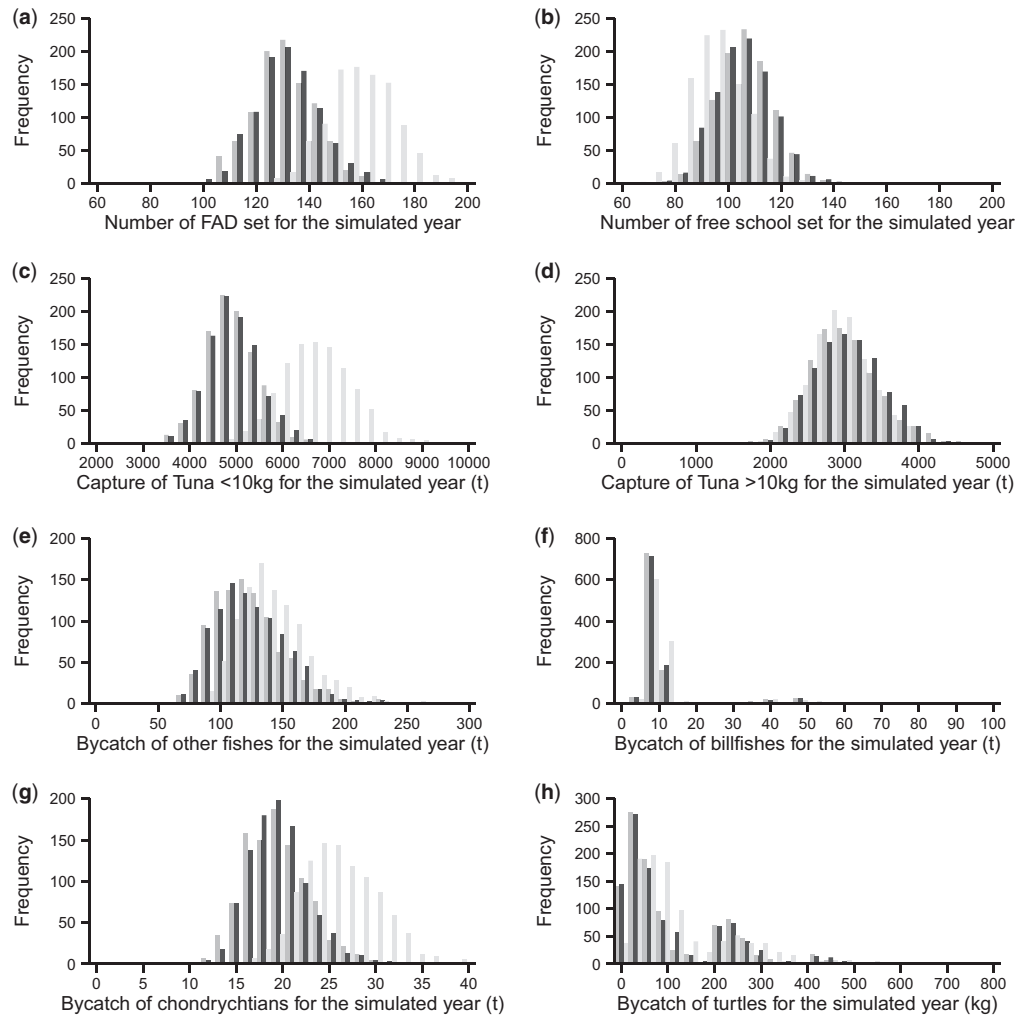 (a)
250
200
150
100
50
0
Frequency
60 80 100 120 140 160 180 200
Number of FAD set for the simulated year
(b)
250
200
150
100
50
0
Frequency
60 80 100 120 140 160 180 200
Number of free school set for the simulated year
(c)
250
200
150
100
50
0
Frequency
2000 3000 4000 5000 6000 7000 8000 9000 10000
Capture of Tuna <10kg for the simulated year (t)
(d)
250
200
150
100
50
0
Frequency
0 1000 2000 3000 4000 5000
Capture of Tuna >10kg for the simulated year (t)
(e)
200
150
100
50
0
Frequency
0 50 100 150 200 250 300
Bycatch of other fishes for the simulated year (t)
(f)
800
600
400
200
0
Frequency
0 10 20 30 40 50 60 70 80 90 100
Bycatch of billfishes for the simulated year (t)
(g)
200
150
100
50
0
Frequency
0 5 10 15 20 25 30 35 40
Bycatch of chondrychtians for the simulated year (t)
(h)
300
250
200
150
100
50
0
Frequency
0 100 200 300 400 500 600 700 800
Bycatch of turtles for the simulated year (kg)